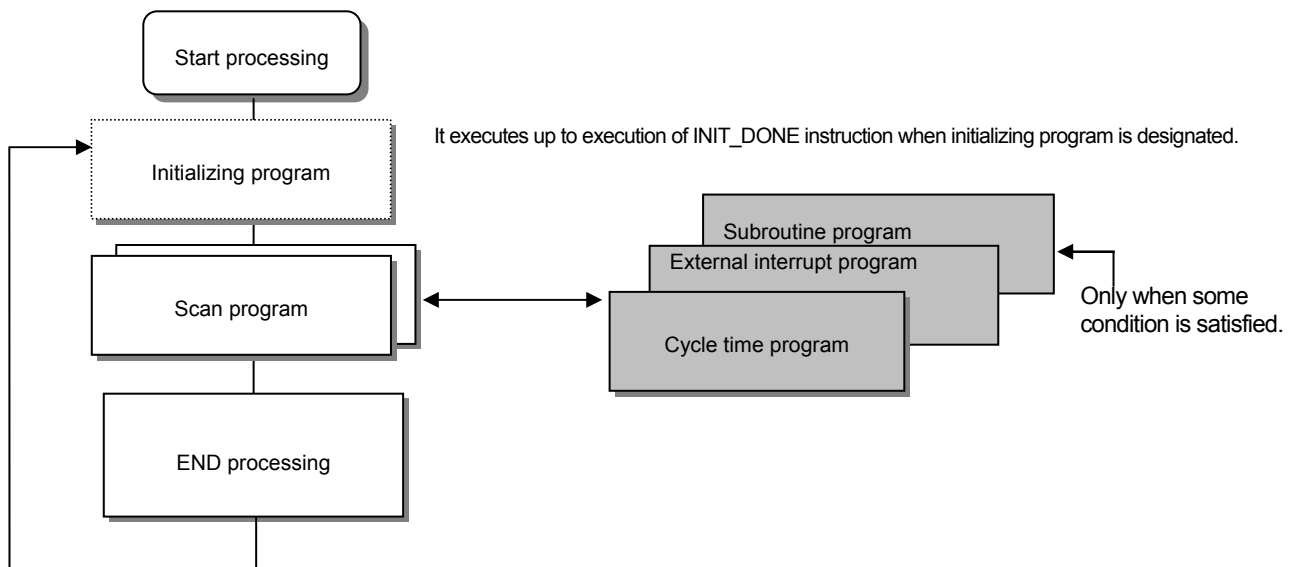 Start processing
It executes up to execution of INIT_DONE instruction when initializing program is designated.
Initializing program
Subroutine program
External interrupt program
Only when some
condition is satisfied.
Scan program
Cycle time program
END processing